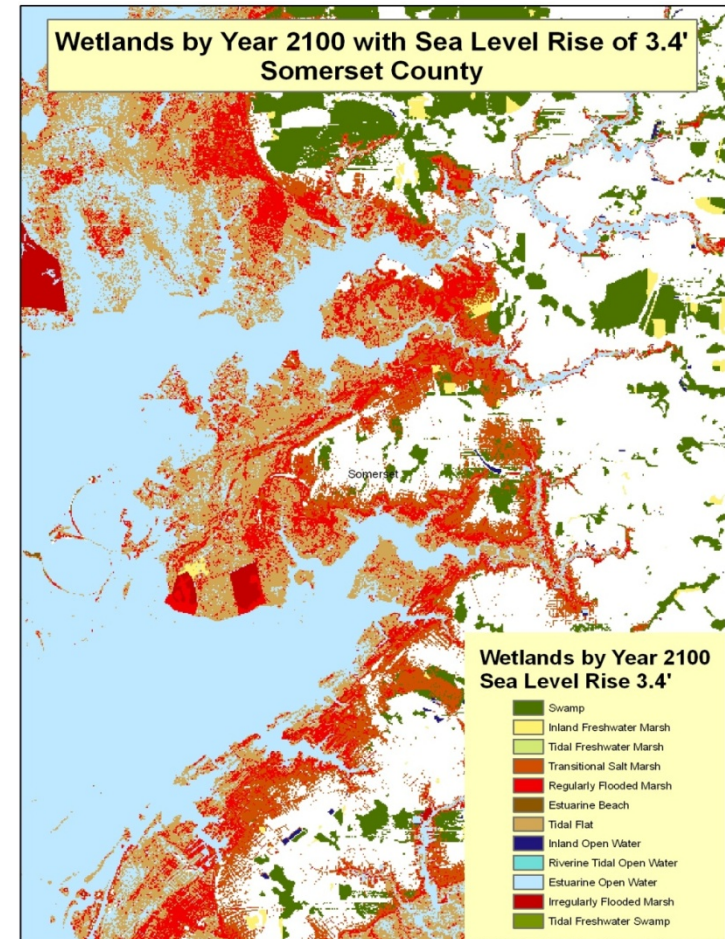 Wetlands by Year 2100 with Sea Level Rise of 3.4'
Somerset County
Somerset
Wetlands by Year 2100
Sea Level Rise 3.4'
Swamp
Inland Freshwater Marsh
Tidal Freshwater Marsh
Transitional Salt Marsh
Regularly Flooded Marsh
Estuarine Beach
Tidal Flat
Inland Open Water
Riverine Tidal Open Water
Estuarine Open Water
Irregularly Flooded Marsh
Tidal Freshwater Swamp